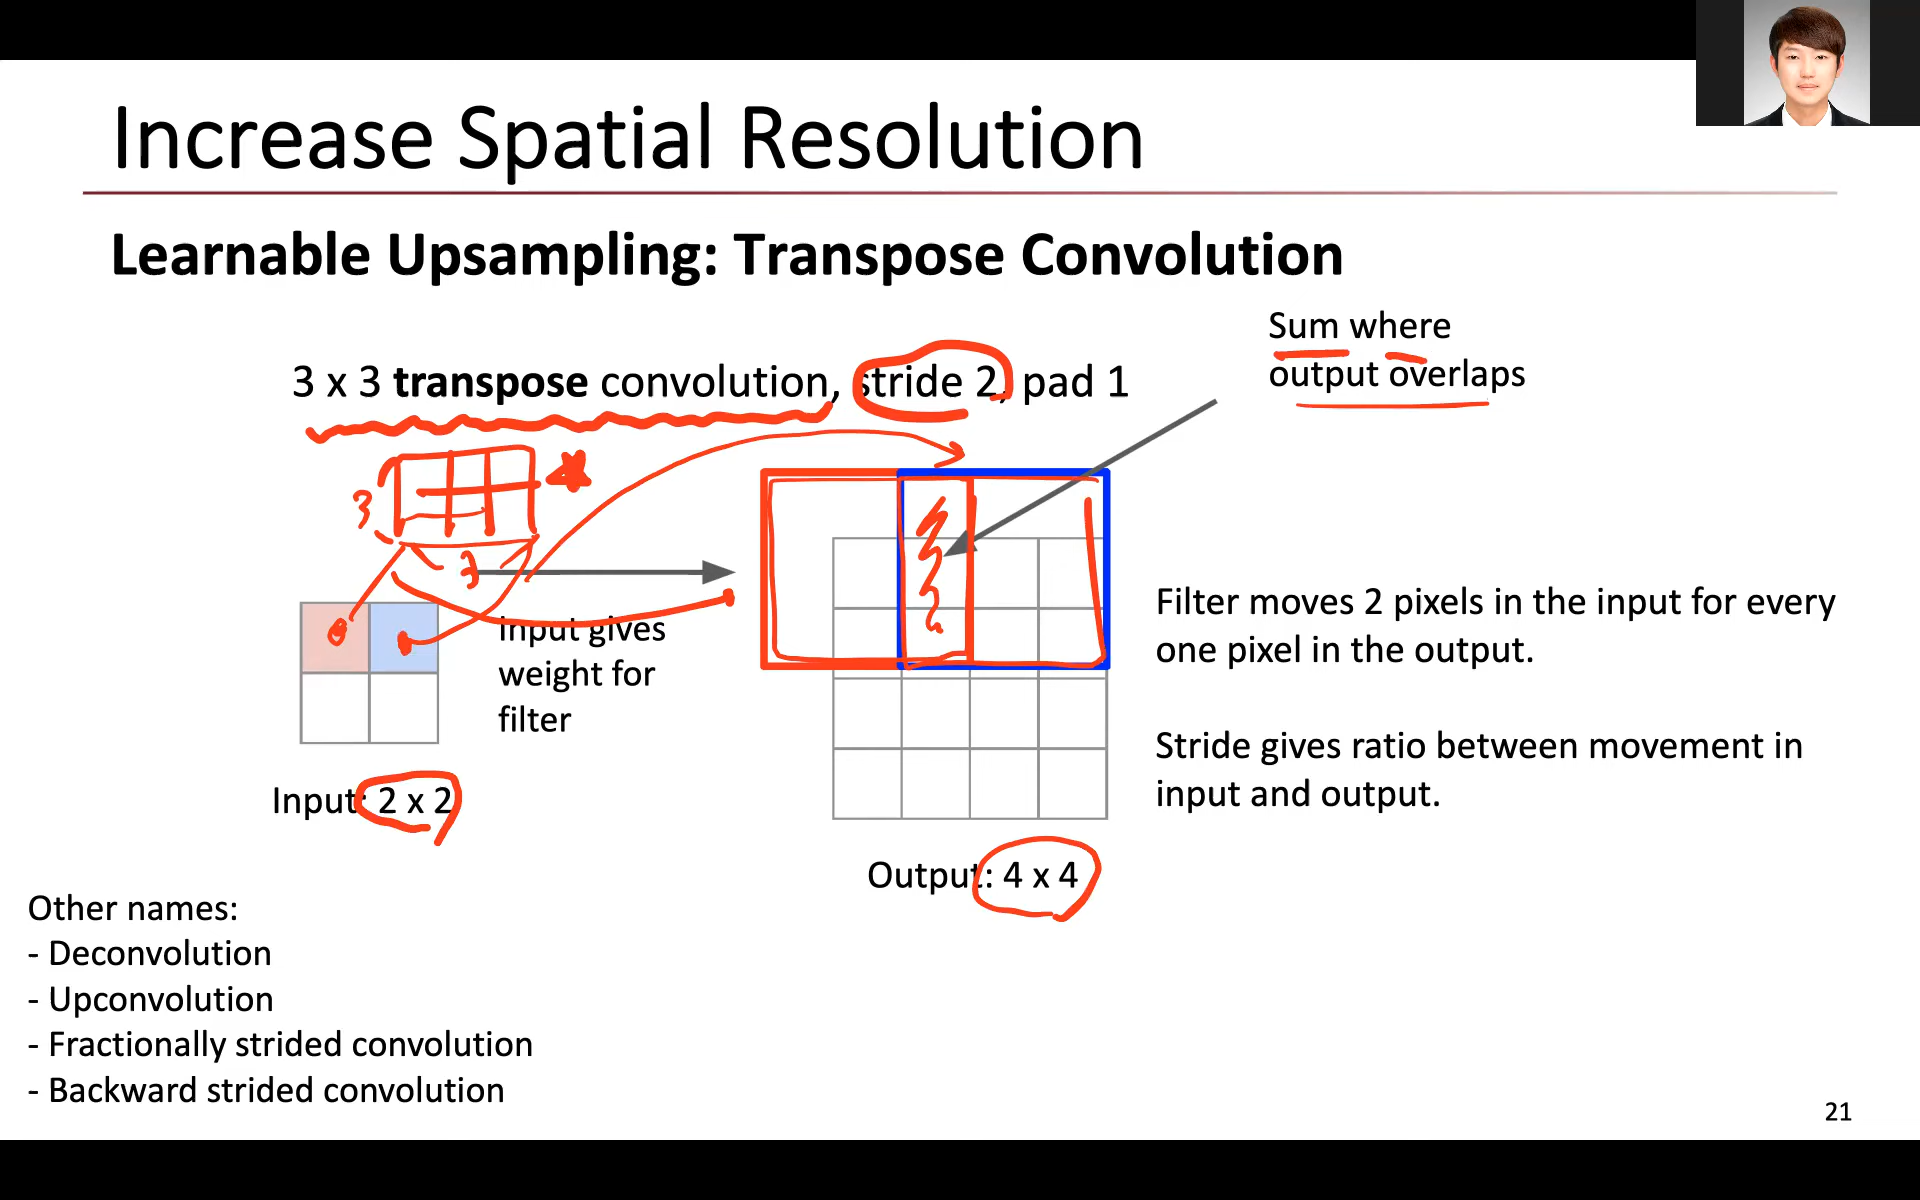 Increase Spatial Resolution
Learnable Upsampling: Transpose Convolution
Sum where
output overlaps
3 x 3 transpose convolution, stride 2, pad 1
3
3
Input gives
weight for
filter
Filter moves 2 pixels in the input for every
one pixel in the output.
Stride gives ratio between movement in
input and output.
Input: 2 x 2
Output: 4 x 4
Other names:
- Deconvolution
- Upconvolution
- Fractionally strided convolution
- Backward strided convolution
21